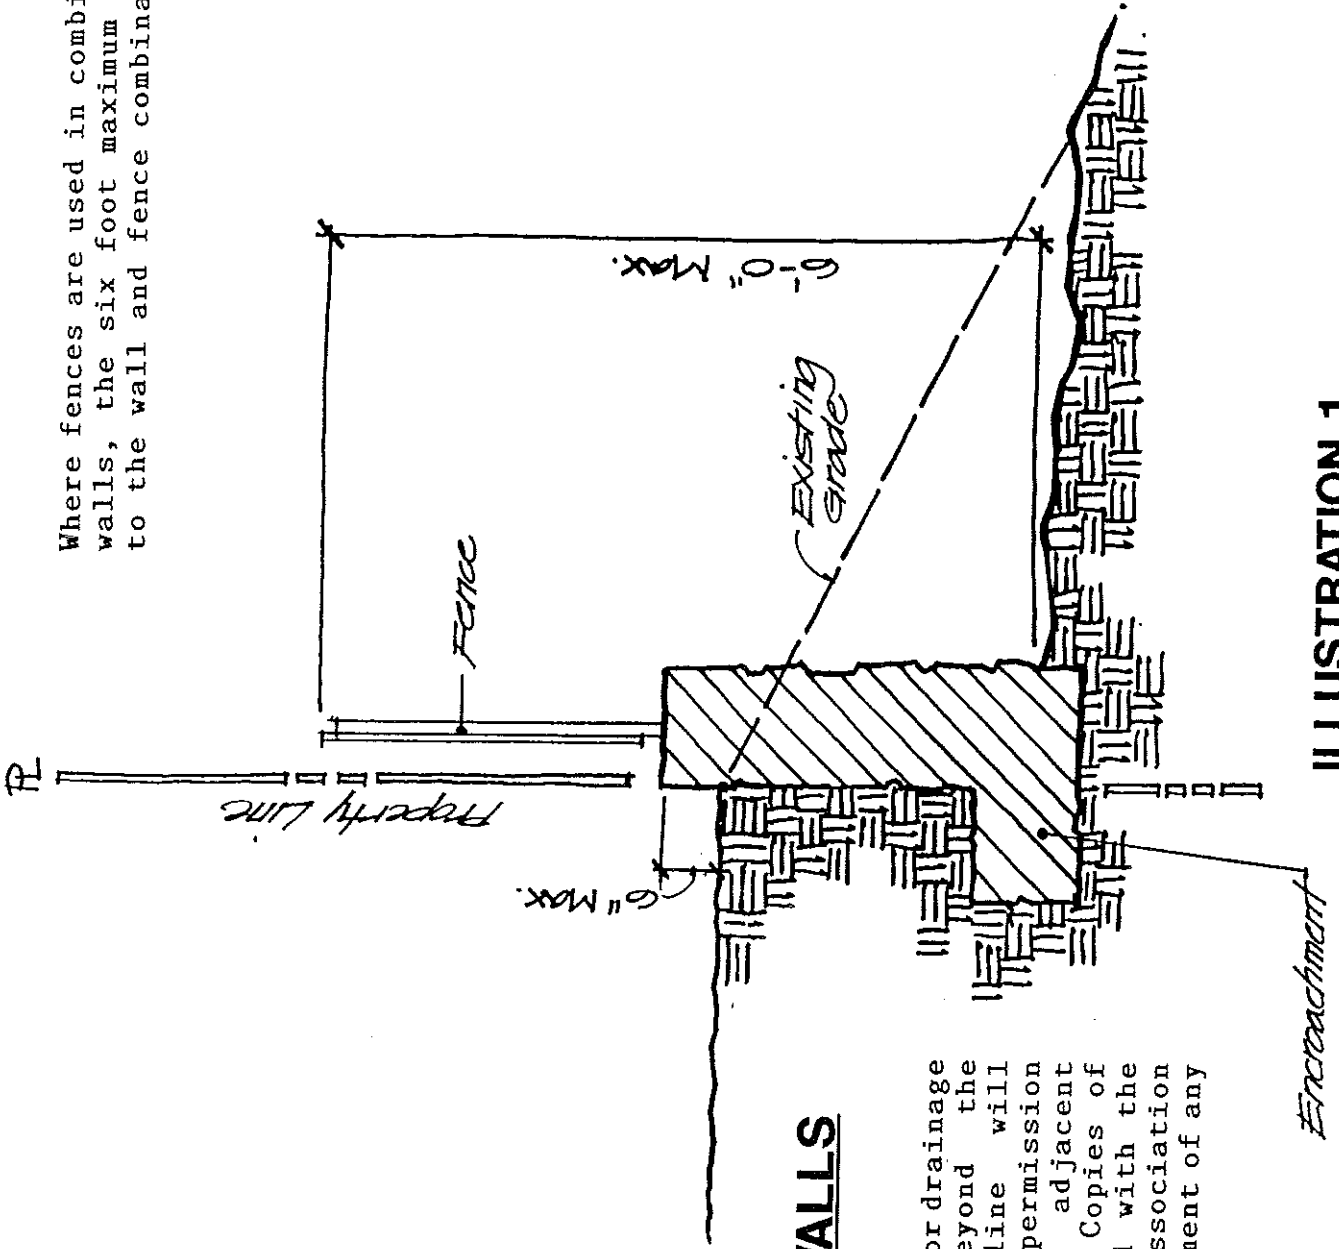 Where fences are used in combi
walls, the six foot maximum
to the wall and fence combina
PL
Property Line
Fence
6'-0" Max.
Existing
grade
6" Max.
WALLS
or drainage
eyond the
line will
permission
adjacent
Copies of
with the
ssociation
ment of any
Encroachment
ILLUSTRATION 1